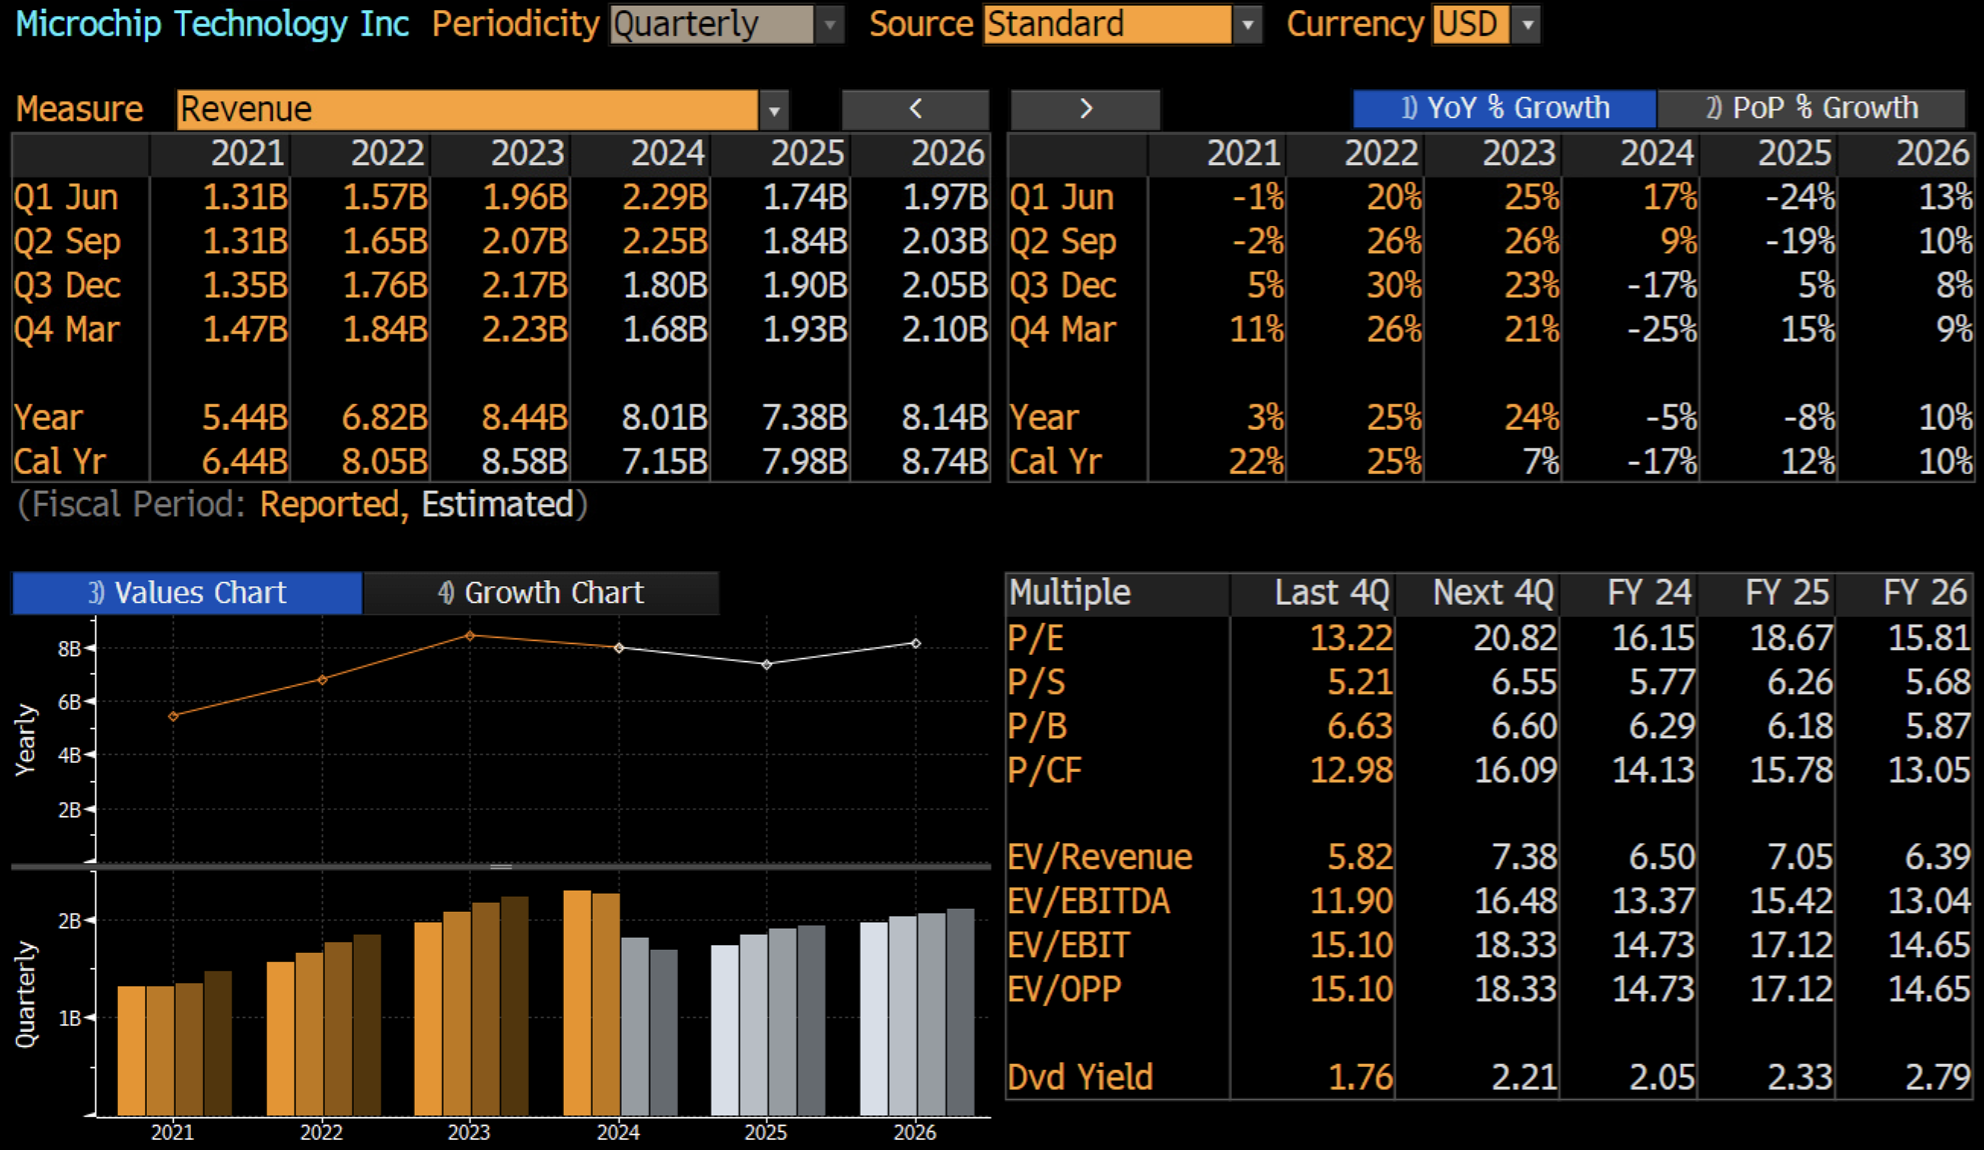 Microchip Technology Inc Periodicity Quarterly Source Standard Currency USD
Measure Revenue < > 1) YoY % Growth 2) PoP % Growth
2021 2022 2023 2024 2025 2026 2021 2022 2023 2024 2025 2026
Q1 Jun 1.31B 1.57B 1.96B 2.29B 1.74B 1.97B Q1 Jun -1% 20% 25% 17% -24% 13%
Q2 Sep 1.31B 1.65B 2.07B 2.25B 1.84B 2.03B Q2 Sep -2% 26% 26% 9% -19% 10%
Q3 Dec 1.35B 1.76B 2.17B 1.80B 1.90B 2.05B Q3 Dec 5% 30% 23% -17% 5% 8%
Q4 Mar 1.47B 1.84B 2.23B 1.68B 1.93B 2.10B Q4 Mar 11% 26% 21% -25% 15% 9%
Year 5.44B 6.82B 8.44B 8.01B 7.38B 8.14B Year 3% 25% 24% -5% -8% 10%
Cal Yr 6.44B 8.05B 8.58B 7.15B 7.98B 8.74B Cal Yr 22% 25% 7% -17% 12% 10%
(Fiscal Period: Reported, Estimated)
3) Values Chart 4) Growth Chart
Yearly
8B
6B
4B
2B
Quarterly
2B
1B
2021 2022 2023 2024 2025 2026
Multiple Last 4Q Next 4Q FY 24 FY 25 FY 26
P/E 13.22 20.82 16.15 18.67 15.81
P/S 5.21 6.55 5.77 6.26 5.68
P/B 6.63 6.60 6.29 6.18 5.87
P/CF 12.98 16.09 14.13 15.78 13.05
EV/Revenue 5.82 7.38 6.50 7.05 6.39
EV/EBITDA 11.90 16.48 13.37 15.42 13.04
EV/EBIT 15.10 18.33 14.73 17.12 14.65
EV/OPP 15.10 18.33 14.73 17.12 14.65
Dvd Yield 1.76 2.21 2.05 2.33 2.79